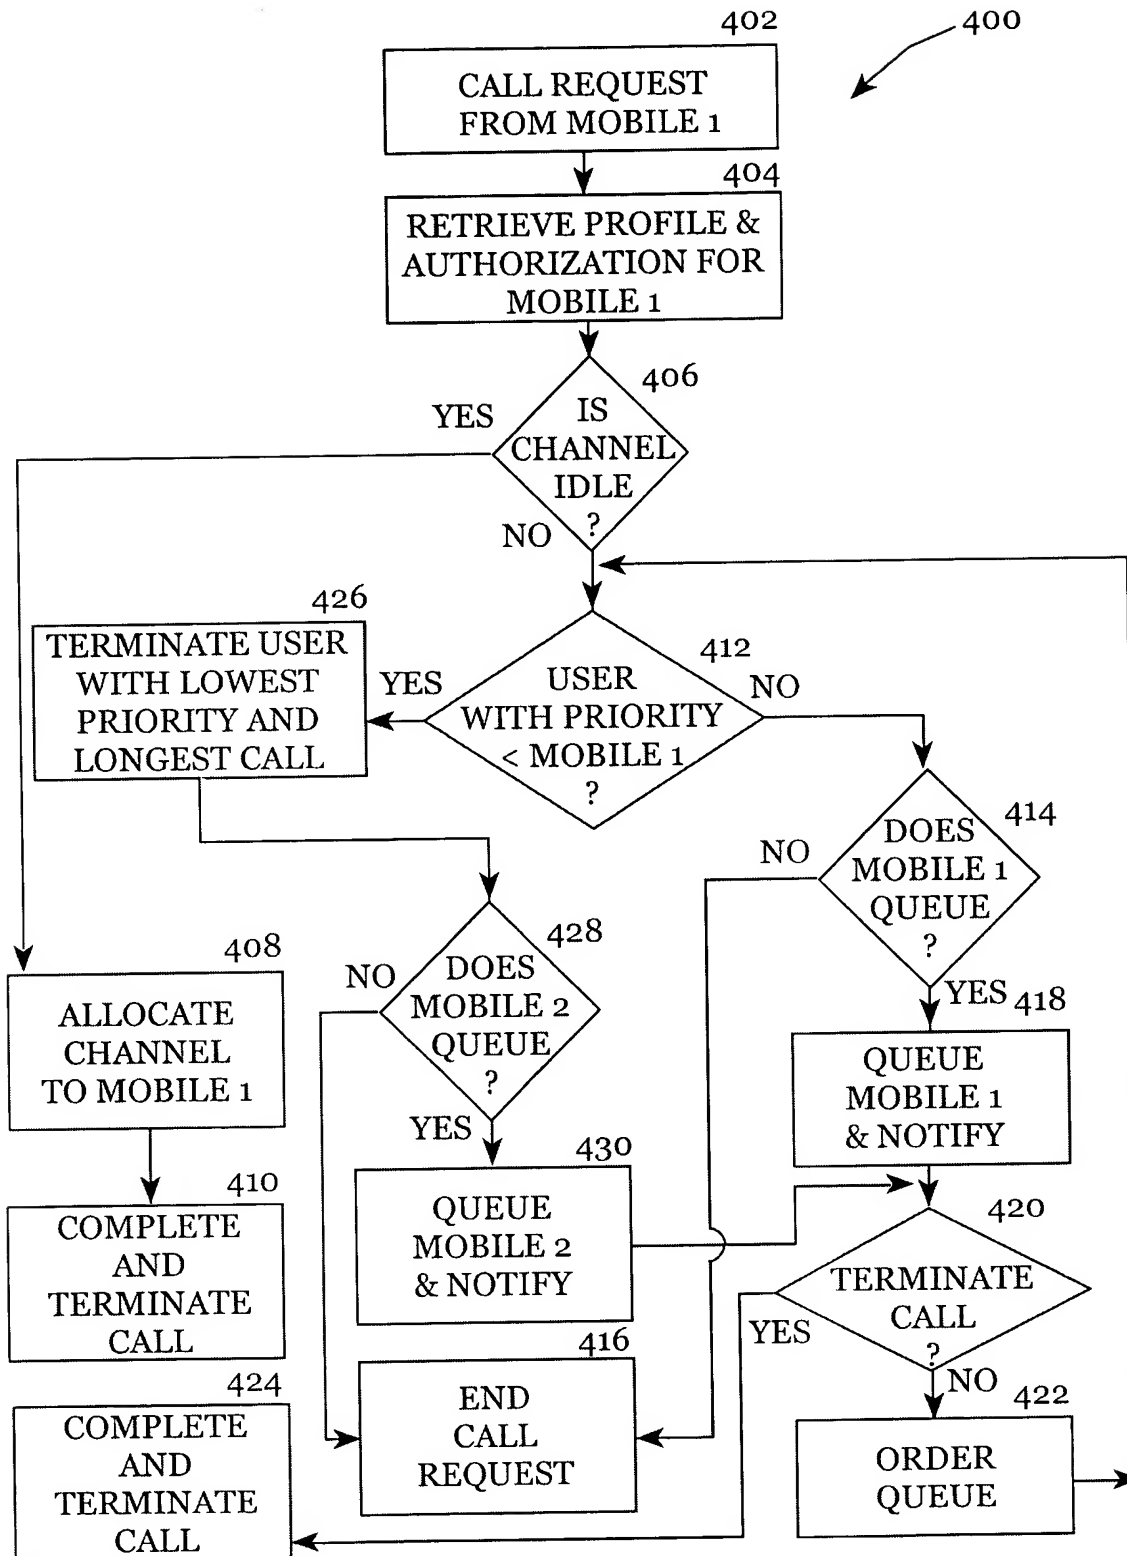 402
400
CALL REQUEST
FROM MOBILE 1
404
RETRIEVE PROFILE &
AUTHORIZATION FOR
MOBILE 1
406
YES
IS
CHANNEL
IDLE
?
NO
426
TERMINATE USER
WITH LOWEST
PRIORITY AND
LONGEST CALL
YES
412
USER
WITH PRIORITY
< MOBILE 1
?
NO
414
NO
DOES
MOBILE 1
QUEUE
?
YES
428
NO
DOES
MOBILE 2
QUEUE
?
YES
408
ALLOCATE
CHANNEL
TO MOBILE 1
418
QUEUE
MOBILE 1
& NOTIFY
410
COMPLETE
AND
TERMINATE
CALL
430
QUEUE
MOBILE 2
& NOTIFY
420
TERMINATE
CALL
?
YES
NO
416
END
CALL
REQUEST
424
COMPLETE
AND
TERMINATE
CALL
422
ORDER
QUEUE